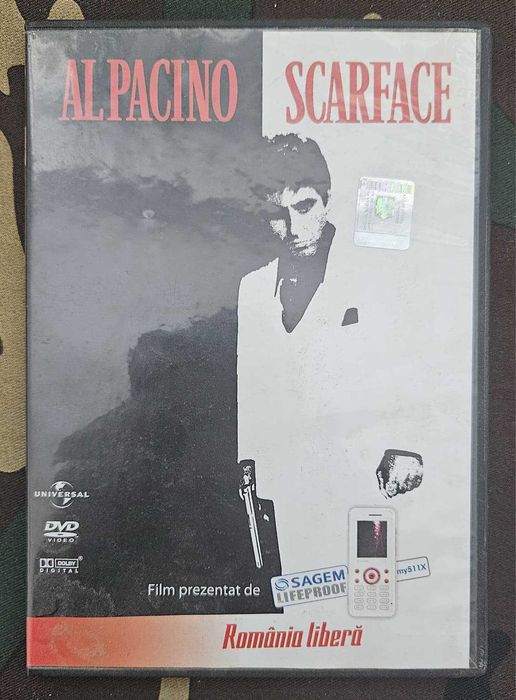 AL PACINO SCARFACE
UNIVERSAL
DVD
VIDEO
DOLBY
DIGITAL
Film prezentat de
SAGEM
LIFEPROOF
my511X
România liberă